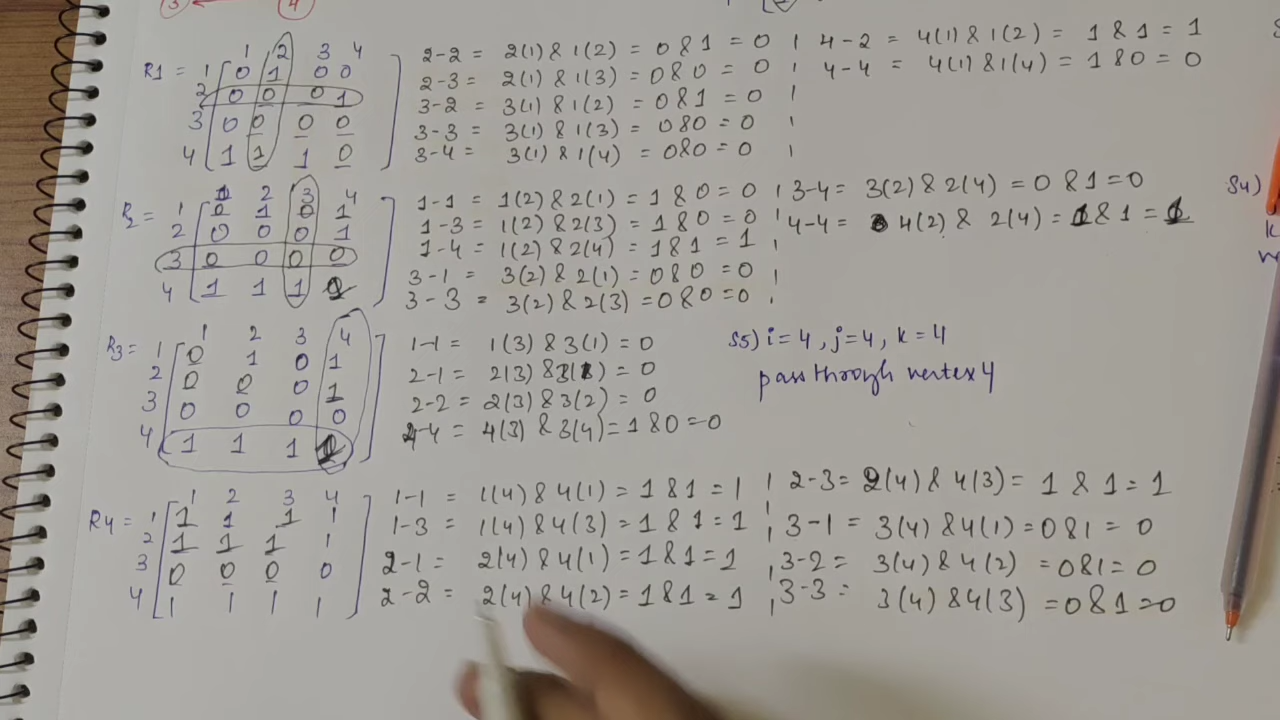 3 4
1 2 3 4
R1 = 1 0 1 0 0
2 0 0 0 1
3 0 0 0 0
4 1 1 1 0
2-2 = 2(1) & 1(2) = 0 & 1 = 0 | 4-2 = 4(1) & 1(2) = 1 & 1 = 1
2-3 = 2(1) & 1(3) = 0 & 0 = 0 | 4-4 = 4(1) & 1(4) = 1 & 0 = 0
3-2 = 3(1) & 1(2) = 0 & 1 = 0 |
3-3 = 3(1) & 1(3) = 0 & 0 = 0 |
3-4 = 3(1) & 1(4) = 0 & 0 = 0 |
1 2 3 4
R2 = 1 0 1 0 1
2 0 0 0 1
3 0 0 0 0
4 1 1 1 1
1-1 = 1(2) & 2(1) = 1 & 0 = 0 | 3-4 = 3(2) & 2(4) = 0 & 1 = 0
1-3 = 1(2) & 2(3) = 1 & 0 = 0 | 4-4 = 4(2) & 2(4) = 1 & 1 = 1
1-4 = 1(2) & 2(4) = 1 & 1 = 1 |
3-1 = 3(2) & 2(1) = 0 & 0 = 0 |
3-3 = 3(2) & 2(3) = 0 & 0 = 0 |
S4)
k
1 2 3 4
R3 = 1 0 1 0 1
2 0 0 0 1
3 0 0 0 0
4 1 1 1
1-1 = 1(3) & 3(1) = 0
2-1 = 2(3) & 3( ) = 0
2-2 = 2(3) & 3(2) = 0
4-4 = 4(3) & 3(4) = 1 & 0 = 0
S5) i = 4, j = 4, k = 4
pass through vertex 4
1 2 3 4
R4 = 1 1 1 1 1
2 1 1 1 1
3 0 0 0 0
4 1 1 1 1
1-1 = 1(4) & 4(1) = 1 & 1 = 1 | 2-3 = 2(4) & 4(3) = 1 & 1 = 1
1-3 = 1(4) & 4(3) = 1 & 1 = 1 | 3-1 = 3(4) & 4(1) = 0 & 1 = 0
2-1 = 2(4) & 4(1) = 1 & 1 = 1 | 3-2 = 3(4) & 4(2) = 0 & 1 = 0
2-2 = 2(4) & 4(2) = 1 & 1 = 1 | 3-3 = 3(4) & 4(3) = 0 & 1 = 0